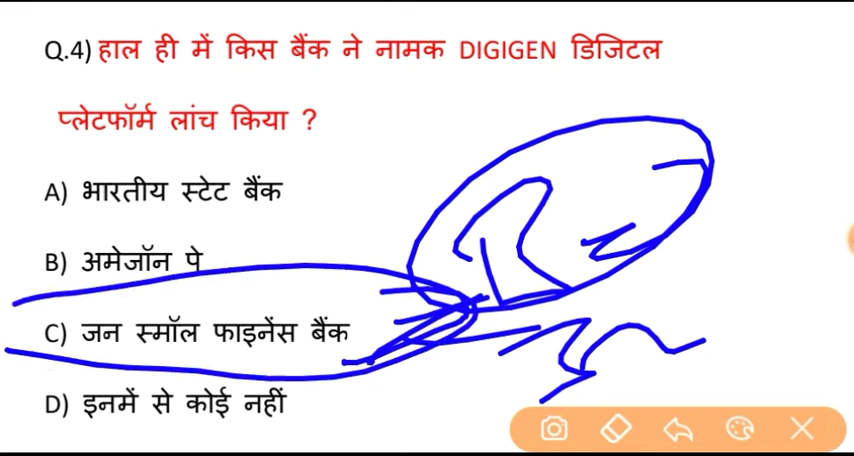 Q.4) हाल ही में किस बैंक ने नामक DIGIGEN डिजिटल
प्लेटफॉर्म लांच किया ?
A) भारतीय स्टेट बैंक
B) अमेजॉन पे
C) जन स्मॉल फाइनेंस बैंक
D) इनमें से कोई नहीं